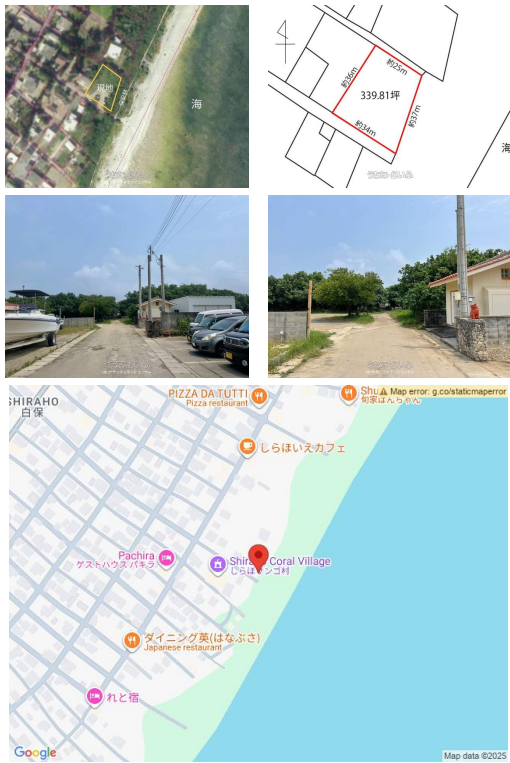 現地
海
約25m
約36m
339.81坪
約37m
約34m
海
SHIRAHO
白保
PIZZA DA TUTTI
Pizza restaurant
Shu
旬家ばんちゃん
Map error: g.co/staticmaperror
しらほいえカフェ
Pachira
ゲストハウス パキラ
Shira Coral Village
しらほサンゴ村
ダイニング英(はなぶさ)
Japanese restaurant
れと宿
Google
Map data ©2025